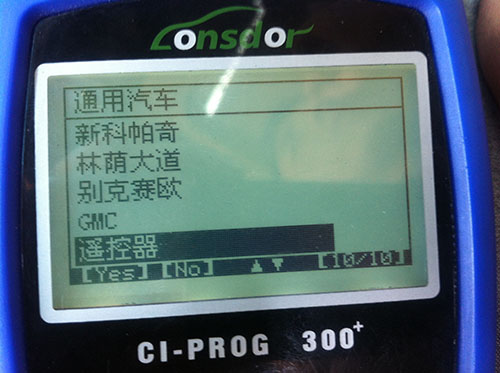 Lonsdor
通用汽车
新科帕奇
林荫大道
别克赛欧
GMC
遥控器
[Yes] [No] ▲▼ [10/10]
CI-PROG 300+